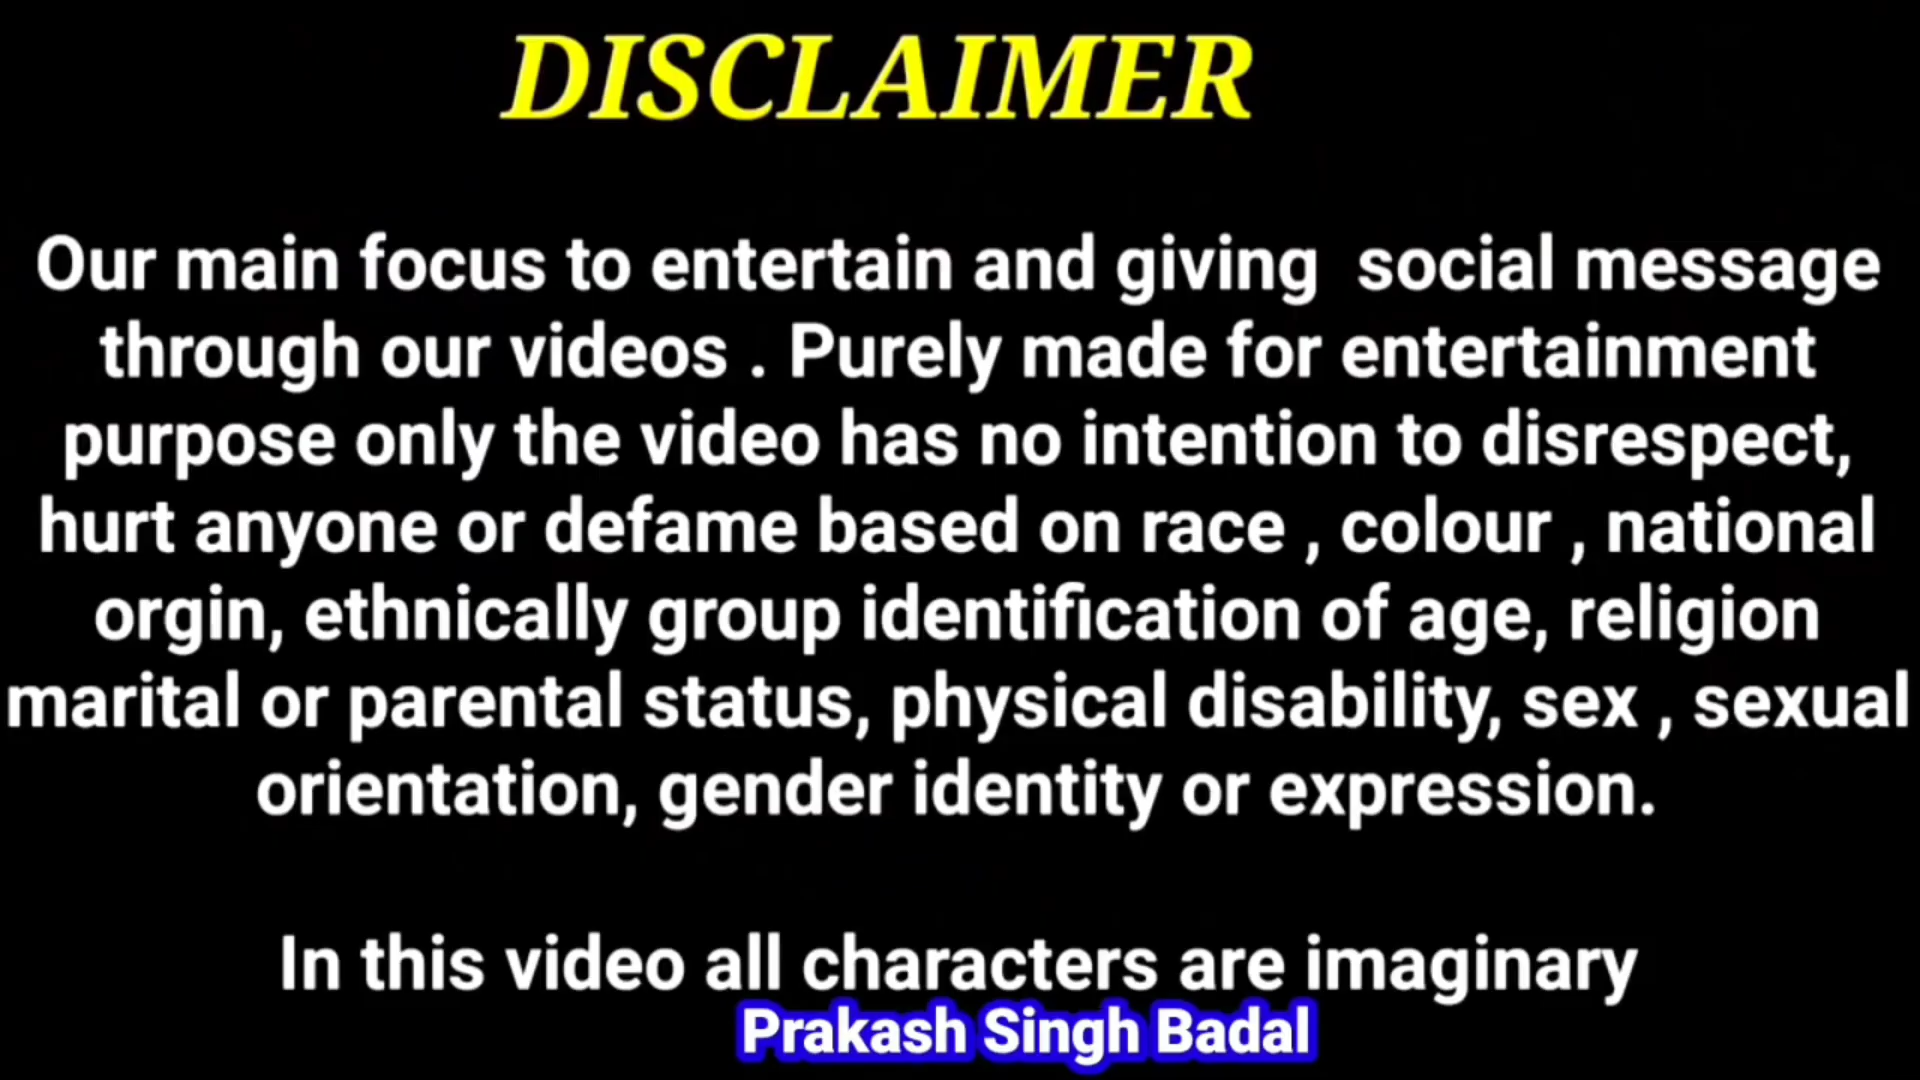 DISCLAIMER
Our main focus to entertain and giving  social message
through our videos . Purely made for entertainment
purpose only the video has no intention to disrespect,
hurt anyone or defame based on race , colour , national
orgin, ethnically group identification of age, religion
marital or parental status, physical disability, sex , sexual
orientation, gender identity or expression.
In this video all characters are imaginary
Prakash Singh Badal